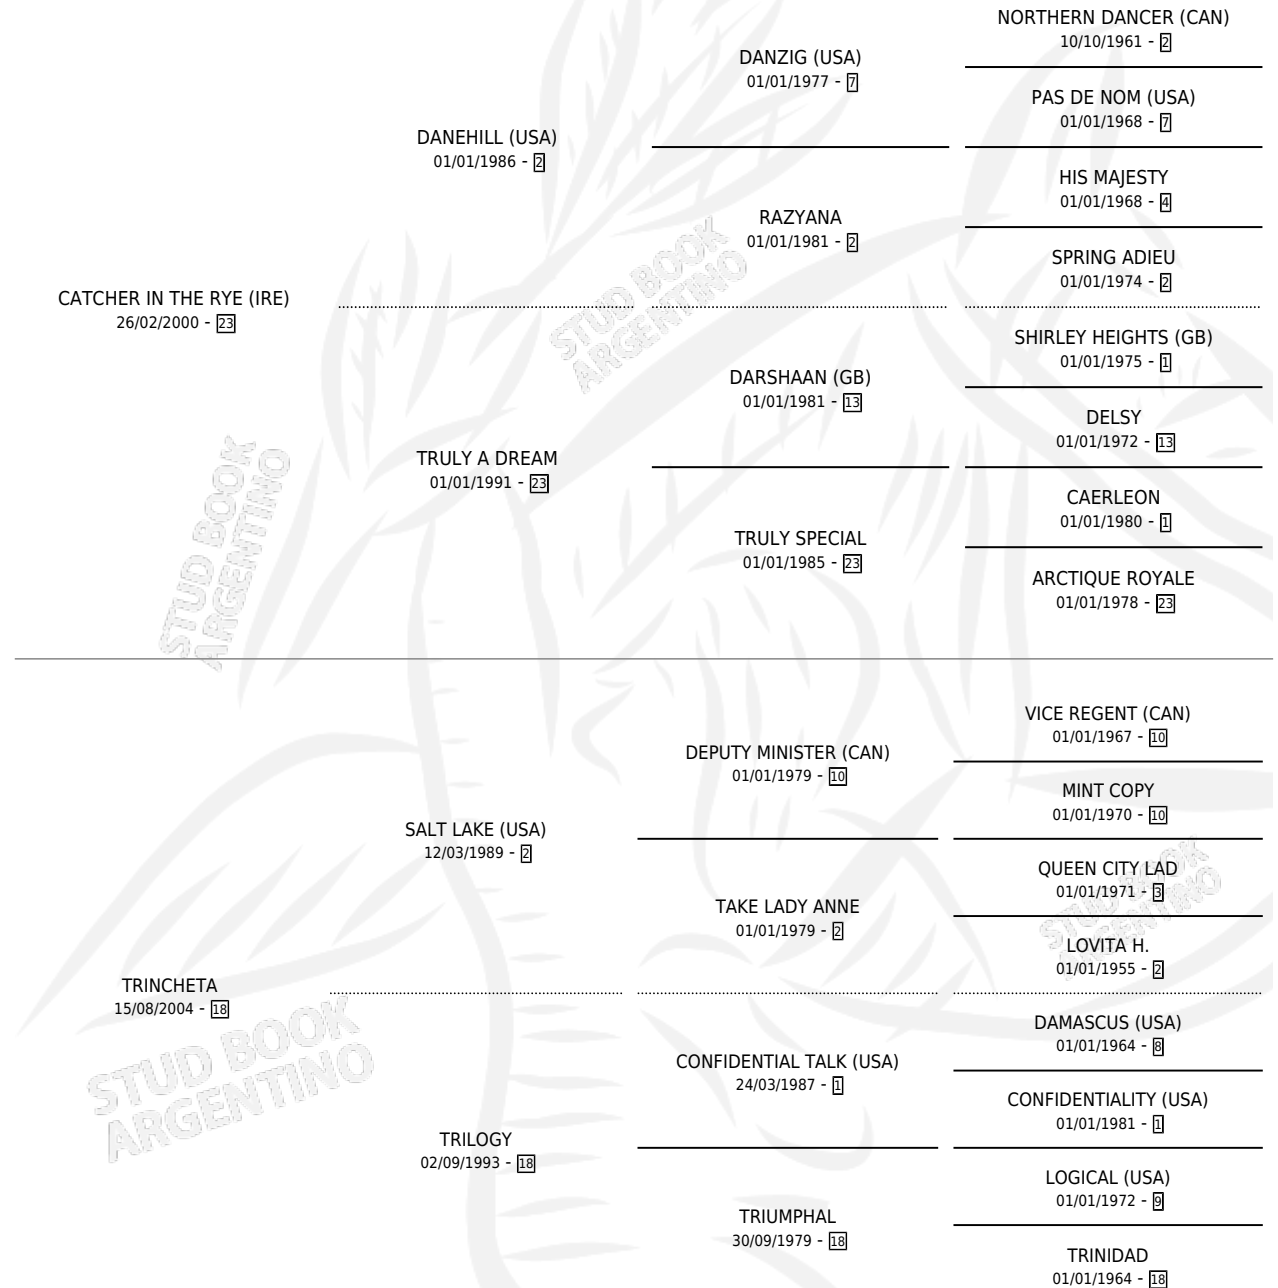 NORTHERN DANCER (CAN)
10/10/1961 - 2
DANZIG (USA)
01/01/1977 - 7
PAS DE NOM (USA)
01/01/1968 - 7
DANEHILL (USA)
01/01/1986 - 2
HIS MAJESTY
01/01/1968 - 4
RAZYANA
01/01/1981 - 2
SPRING ADIEU
01/01/1974 - 2
CATCHER IN THE RYE (IRE)
26/02/2000 - 23
SHIRLEY HEIGHTS (GB)
01/01/1975 - 1
DARSHAAN (GB)
01/01/1981 - 13
DELSY
01/01/1972 - 13
TRULY A DREAM
01/01/1991 - 23
CAERLEON
01/01/1980 - 1
TRULY SPECIAL
01/01/1985 - 23
ARCTIQUE ROYALE
01/01/1978 - 23
VICE REGENT (CAN)
01/01/1967 - 10
DEPUTY MINISTER (CAN)
01/01/1979 - 10
MINT COPY
01/01/1970 - 10
SALT LAKE (USA)
12/03/1989 - 2
QUEEN CITY LAD
01/01/1971 - 3
TAKE LADY ANNE
01/01/1979 - 2
LOVITA H.
01/01/1955 - 2
TRINCHETA
15/08/2004 - 18
DAMASCUS (USA)
01/01/1964 - 8
CONFIDENTIAL TALK (USA)
24/03/1987 - 1
CONFIDENTIALITY (USA)
01/01/1981 - 1
TRILOGY
02/09/1993 - 18
LOGICAL (USA)
01/01/1972 - 9
TRIUMPHAL
30/09/1979 - 18
TRINIDAD
01/01/1964 - 18
STUD BOOK
ARGENTINO
STUD BOOK
ARGENTINO
STUD BOOK
ARGENTINO
STUD BOOK
ARGENTINO